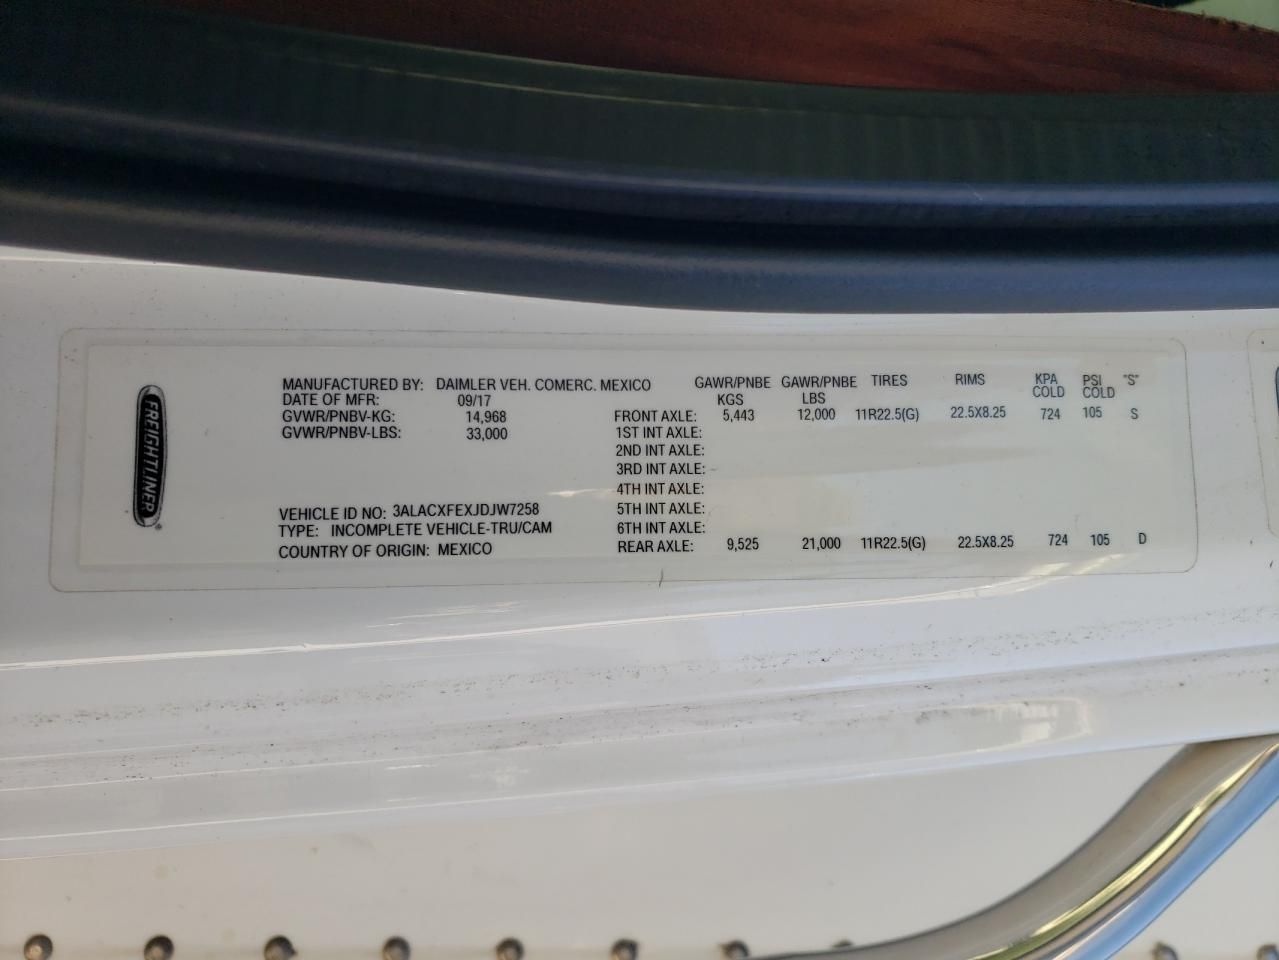 FREIGHTLINER®
MANUFACTURED BY: DAIMLER VEH. COMERC. MEXICO
DATE OF MFR: 09/17
GVWR/PNBV-KG: 14,968
GVWR/PNBV-LBS: 33,000
VEHICLE ID NO: 3ALACXFEXJDJW7258
TYPE: INCOMPLETE VEHICLE-TRU/CAM
COUNTRY OF ORIGIN: MEXICO
GAWR/PNBE KGS GAWR/PNBE LBS TIRES RIMS KPA COLD PSI COLD "S"
FRONT AXLE: 5,443 12,000 11R22.5(G) 22.5X8.25 724 105 S
1ST INT AXLE:
2ND INT AXLE:
3RD INT AXLE:
4TH INT AXLE:
5TH INT AXLE:
6TH INT AXLE:
REAR AXLE: 9,525 21,000 11R22.5(G) 22.5X8.25 724 105 D